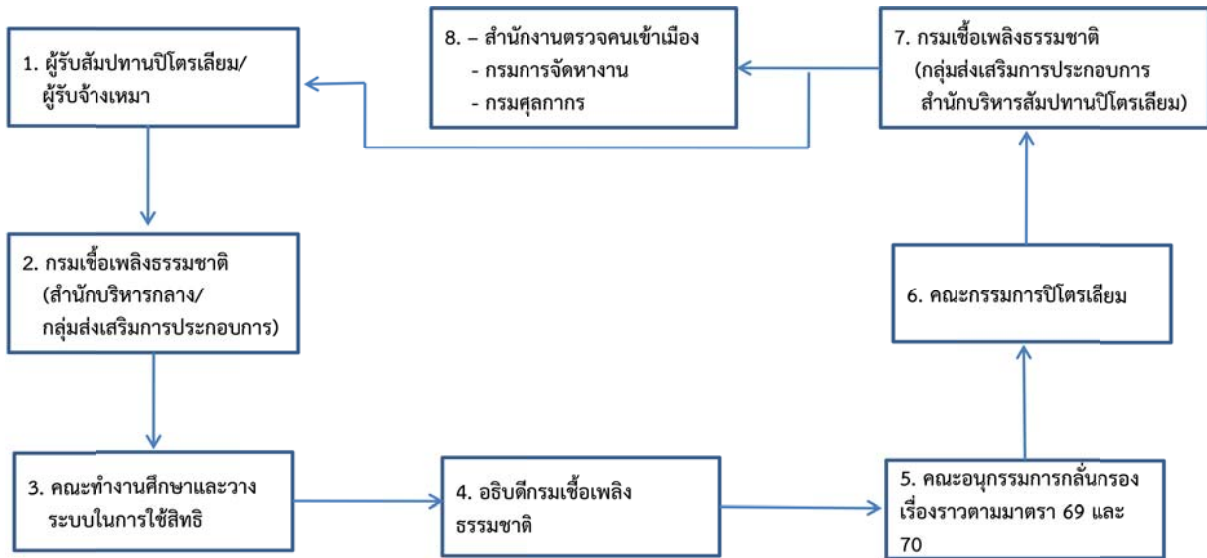 1. ผู้รับสัมปทานปิโตรเลียม/
ผู้รับจ้างเหมา
2. กรมเชื้อเพลิงธรรมชาติ
(สำนักบริหารกลาง/
กลุ่มส่งเสริมการประกอบการ)
3. คณะทำงานศึกษาและวาง
ระบบในการใช้สิทธิ
4. อธิบดีกรมเชื้อเพลิง
ธรรมชาติ
5. คณะอนุกรรมการกลั่นกรอง
เรื่องราวตามมาตรา 69 และ
70
6. คณะกรรมการปิโตรเลียม
7. กรมเชื้อเพลิงธรรมชาติ
(กลุ่มส่งเสริมการประกอบการ
สำนักบริหารสัมปทานปิโตรเลียม)
8. – สำนักงานตรวจคนเข้าเมือง
- กรมการจัดหางาน
- กรมศุลกากร